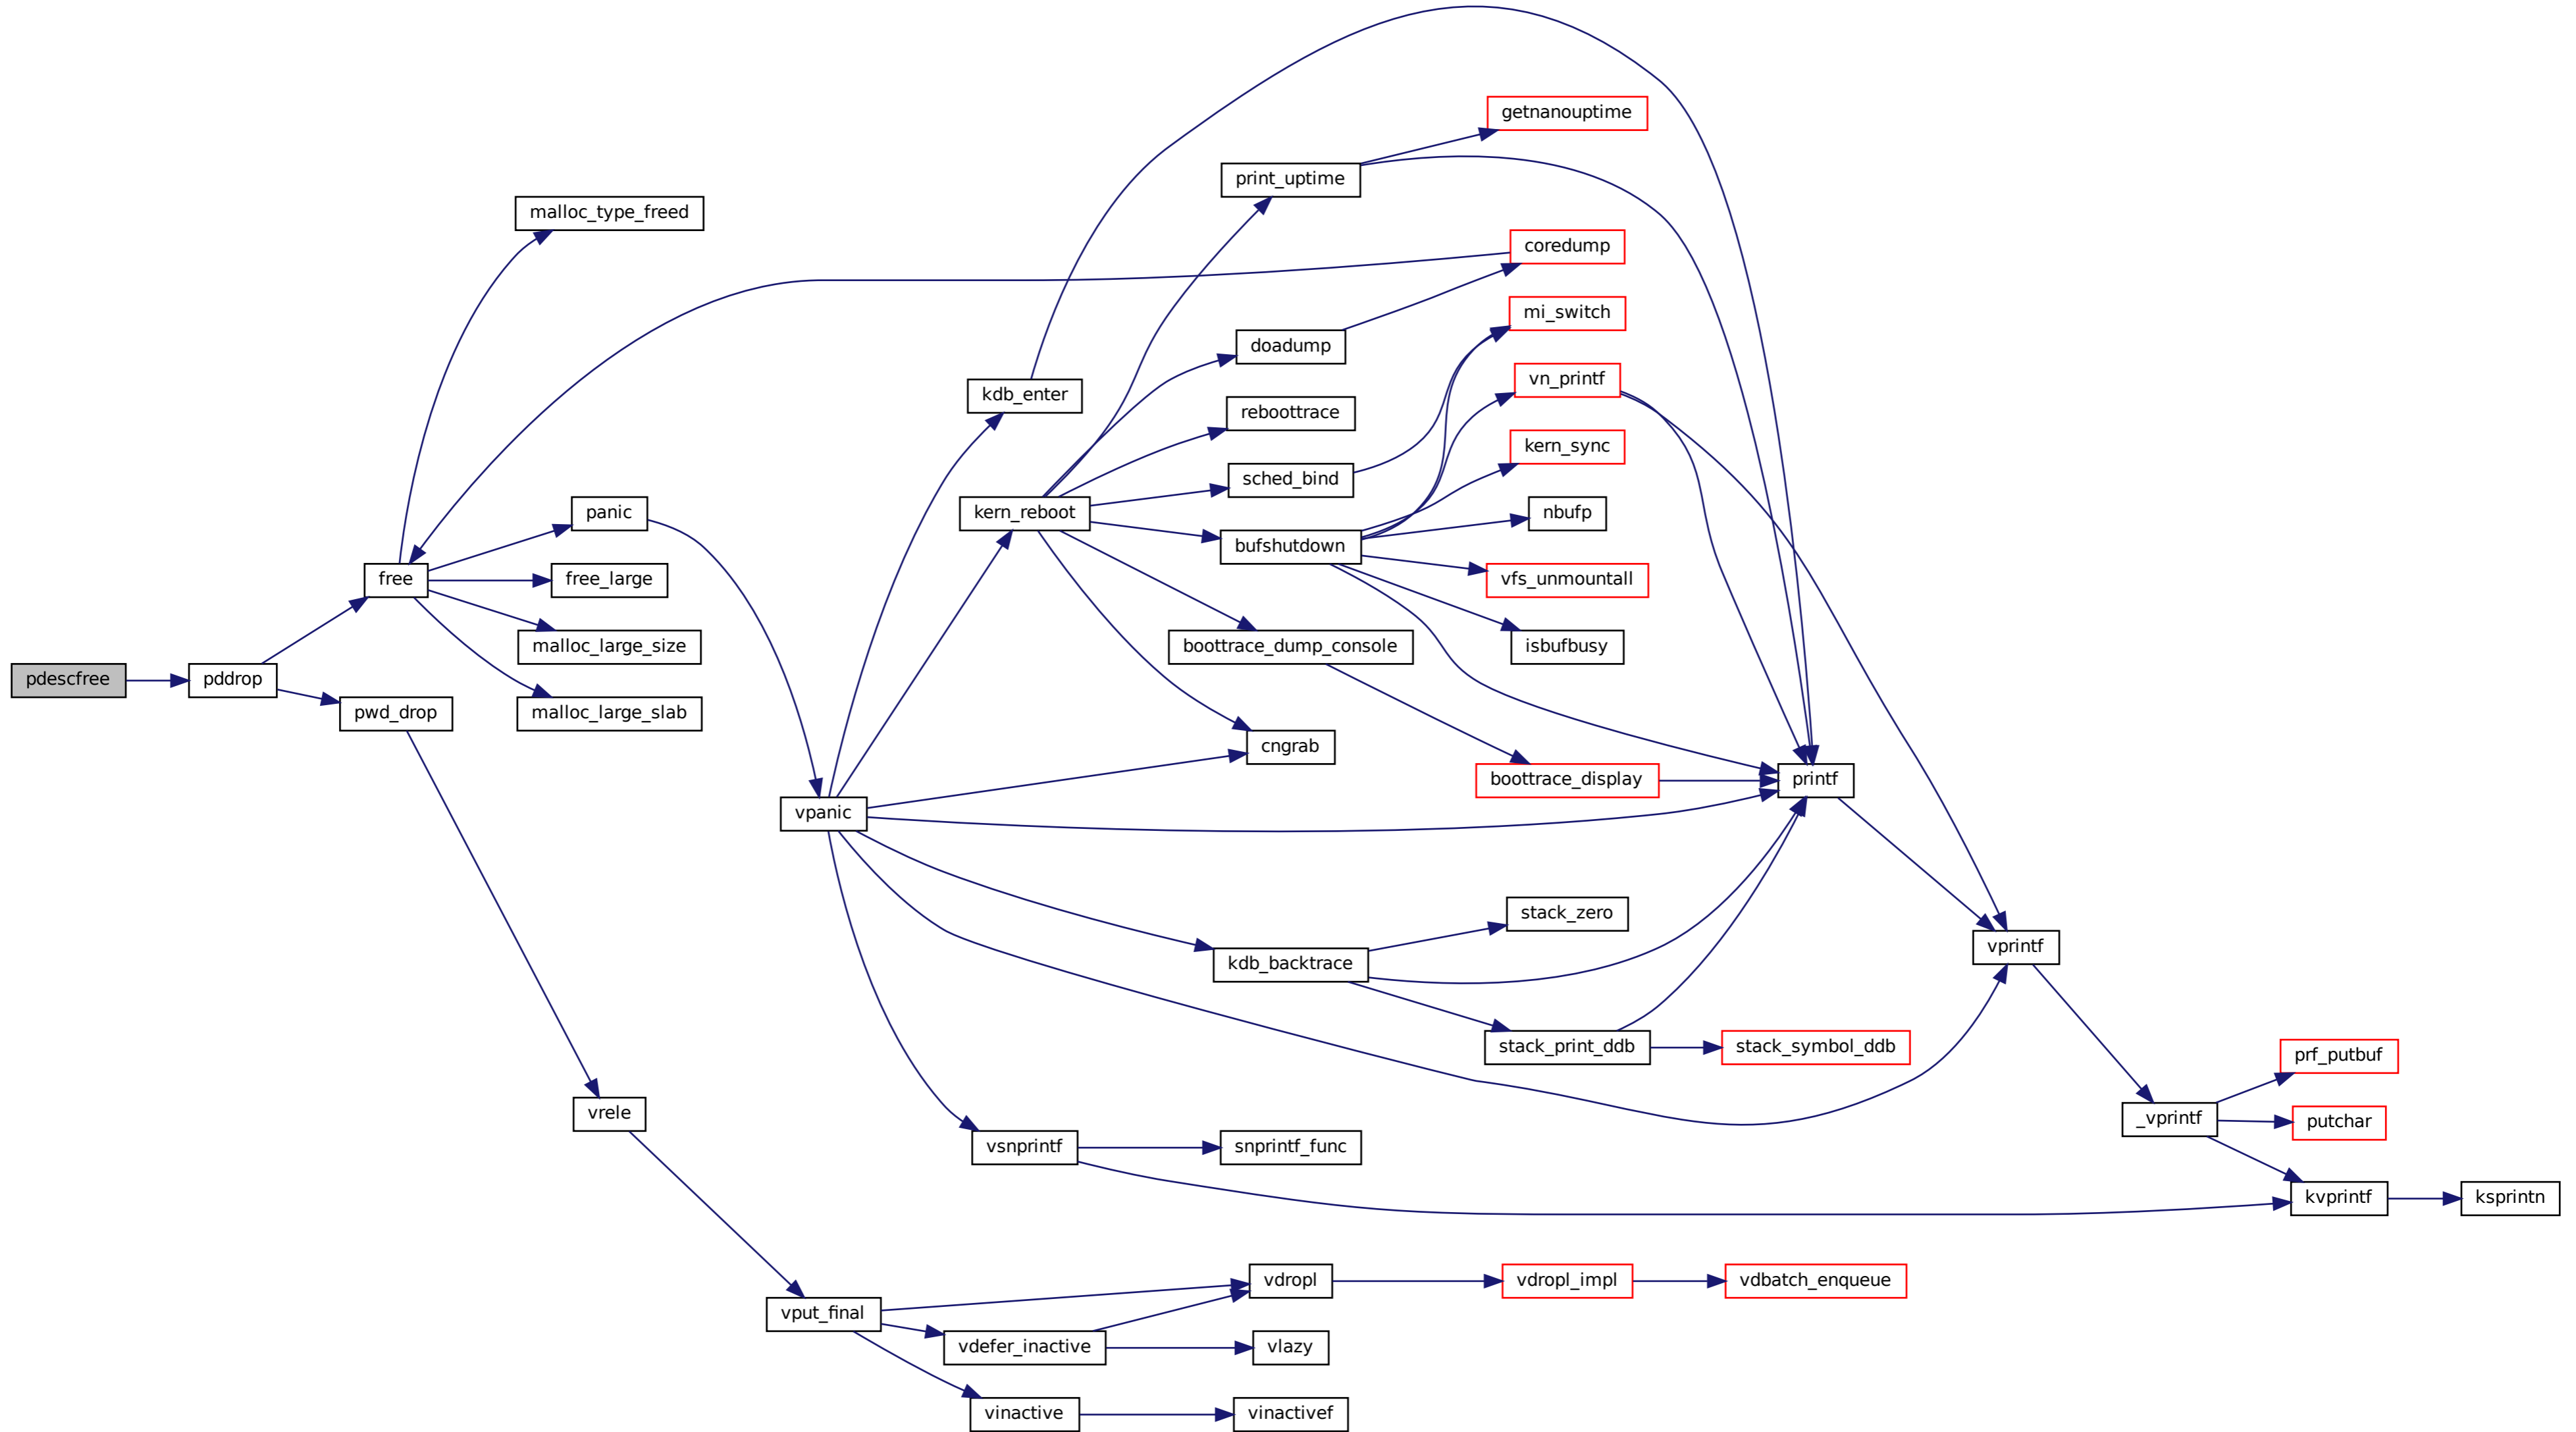 getnanouptime
print_uptime
malloc_type_freed
coredump
mi_switch
doadump
vn_printf
kdb_enter
reboottrace
kern_sync
sched_bind
panic
kern_reboot
nbufp
bufshutdown
free
free_large
vfs_unmountall
malloc_large_size
boottrace_dump_console
isbufbusy
pdescfree
pddrop
pwd_drop
malloc_large_slab
cngrab
boottrace_display
printf
vpanic
stack_zero
vprintf
kdb_backtrace
stack_print_ddb
stack_symbol_ddb
prf_putbuf
vrele
_vprintf
putchar
vsnprintf
snprintf_func
kvprintf
ksprintn
vdropl
vdropl_impl
vdbatch_enqueue
vput_final
vdefer_inactive
vlazy
vinactive
vinactivef